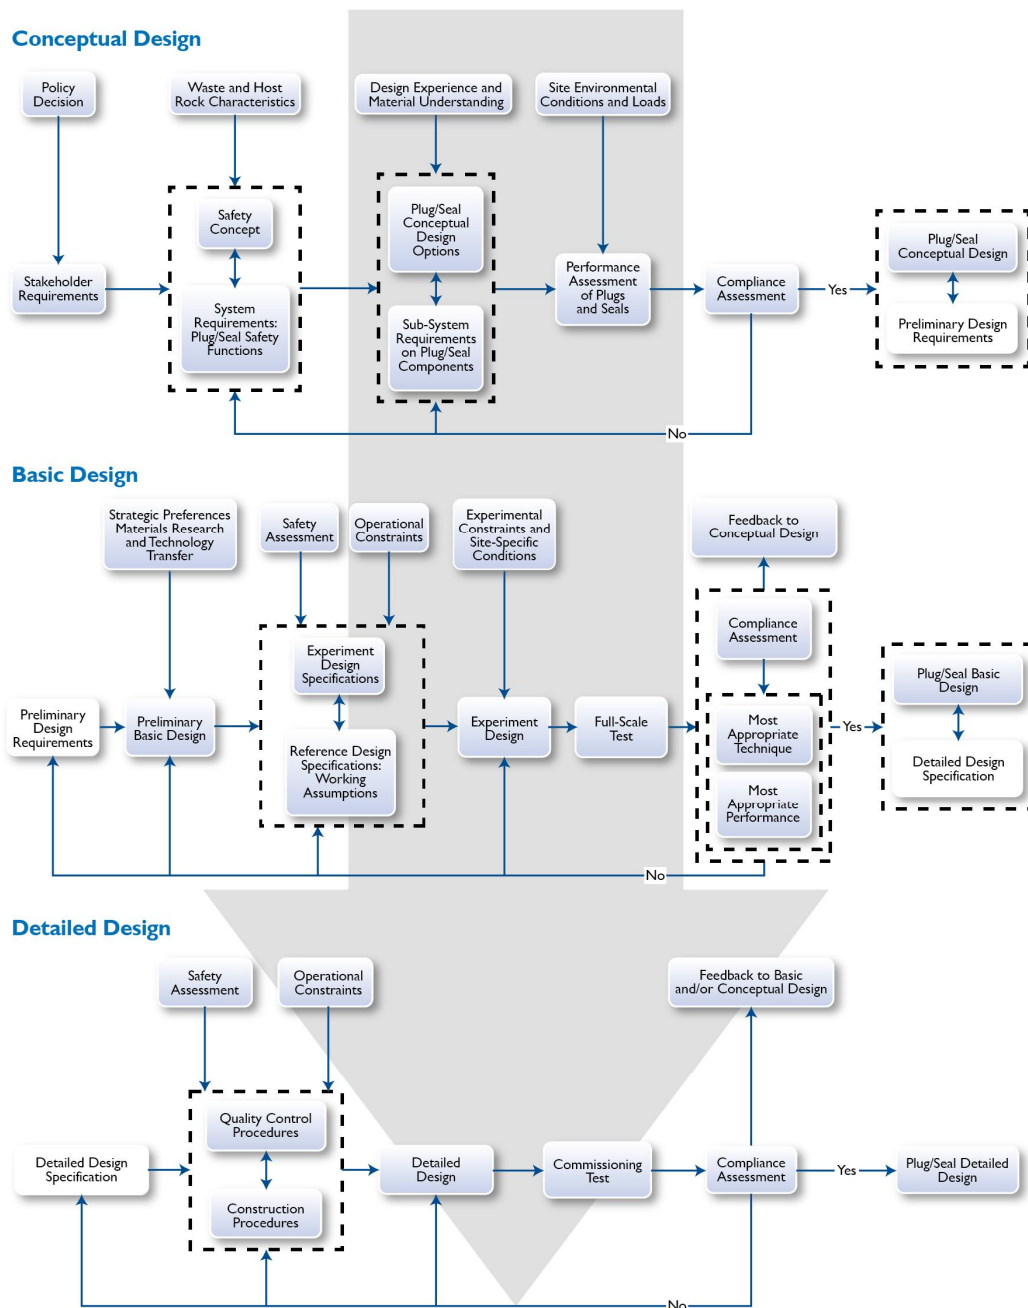 Conceptual Design
Policy
Decision
Waste and Host
Rock Characteristics
Design Experience and
Material Understanding
Site Environmental
Conditions and Loads
Safety
Concept
Plug/Seal
Conceptual
Design
Options
Plug/Seal
Conceptual Design
Stakeholder
Requirements
System
Requirements:
Plug/Seal Safety
Functions
Sub-System
Requirements
on Plug/Seal
Components
Performance
Assessment
of Plugs
and Seals
Compliance
Assessment
Yes
Preliminary Design
Requirements
No
Basic Design
Strategic Preferences
Materials Research
and Technology
Transfer
Safety
Assessment
Operational
Constraints
Experimental
Constraints and
Site-Specific
Conditions
Feedback to
Conceptual Design
Compliance
Assessment
Experiment
Design
Specifications
Plug/Seal Basic
Design
Preliminary
Design
Requirements
Preliminary
Basic Design
Reference Design
Specifications:
Working
Assumptions
Experiment
Design
Full-Scale
Test
Most
Appropriate
Technique
Yes
Detailed Design
Specification
Most
Appropriate
Performance
No
Detailed Design
Safety
Assessment
Operational
Constraints
Feedback to Basic
and/or Conceptual Design
Quality Control
Procedures
Detailed Design
Specification
Construction
Procedures
Detailed
Design
Commissioning
Test
Compliance
Assessment
Yes
Plug/Seal Detailed
Design
No